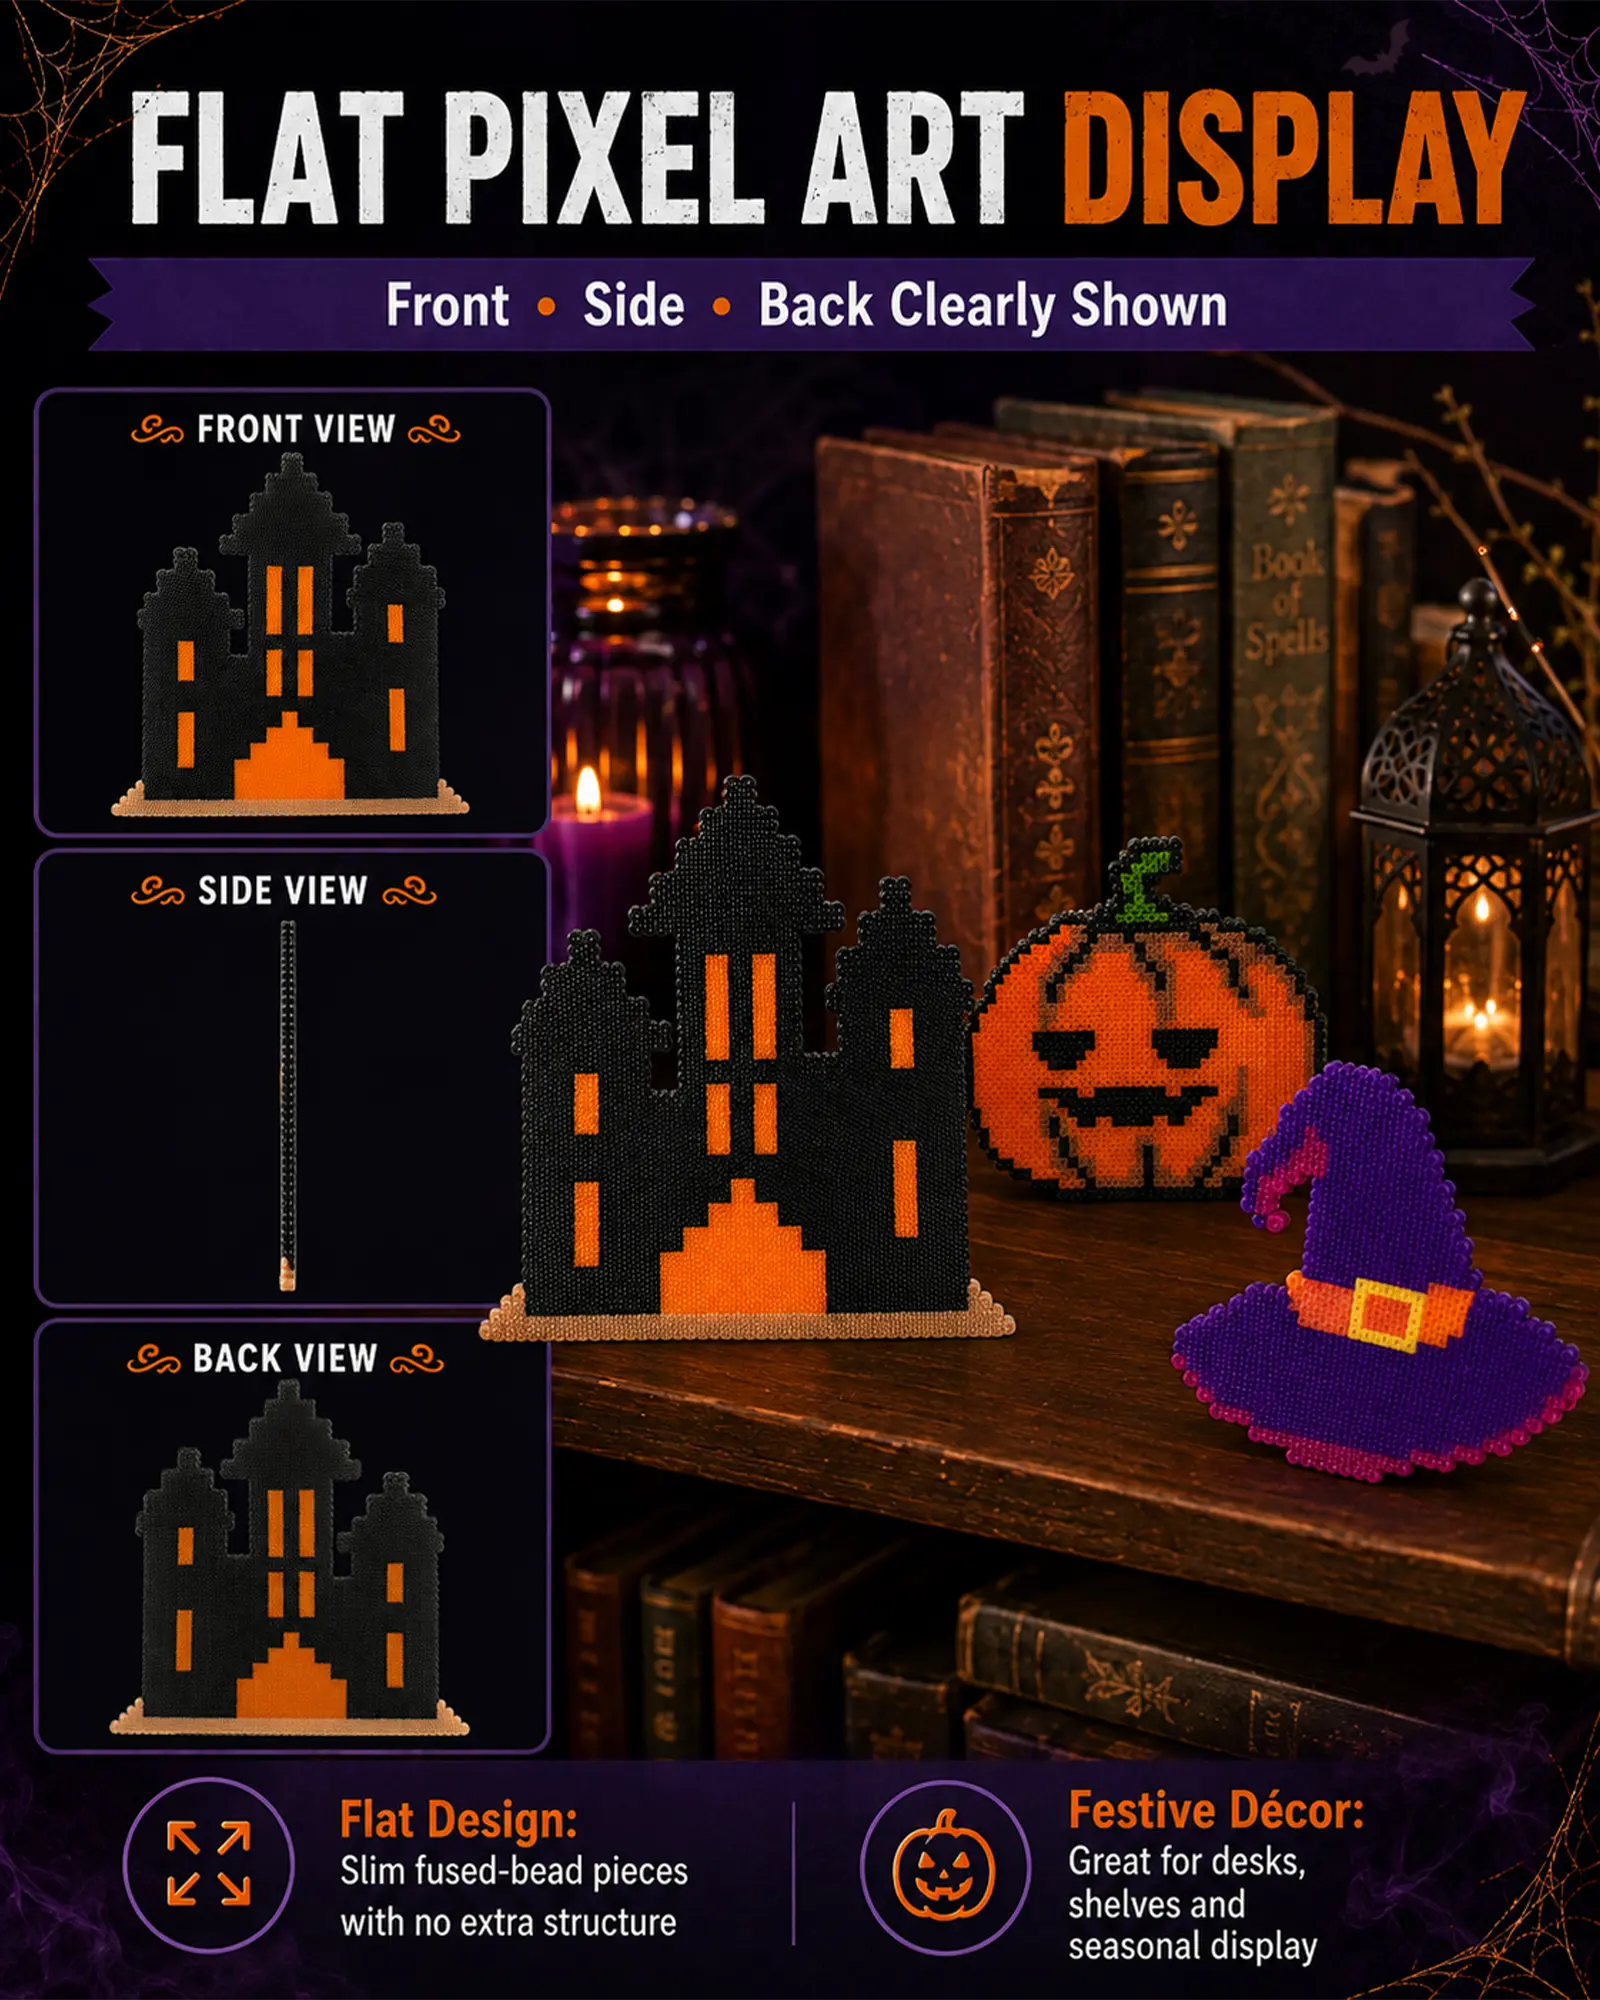 FLAT PIXEL ART DISPLAY
Front • Side • Back Clearly Shown
FRONT VIEW
SIDE VIEW
BACK VIEW
Book
of
Spells
Flat Design:
Slim fused-bead pieces
with no extra structure
Festive Décor:
Great for desks,
shelves and
seasonal display